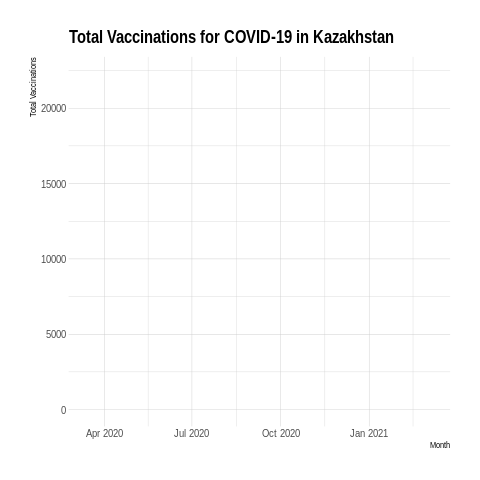 Total Vaccinations for COVID-19 in Kazakhstan
Total Vaccinations
20000
15000
10000
5000
0
Apr 2020 Jul 2020 Oct 2020 Jan 2021
Month